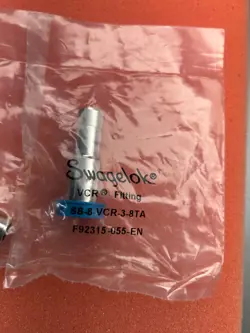 Swagelok®
VCR® Fitting
SS-8-VCR-3-8TA
F92315-055-EN